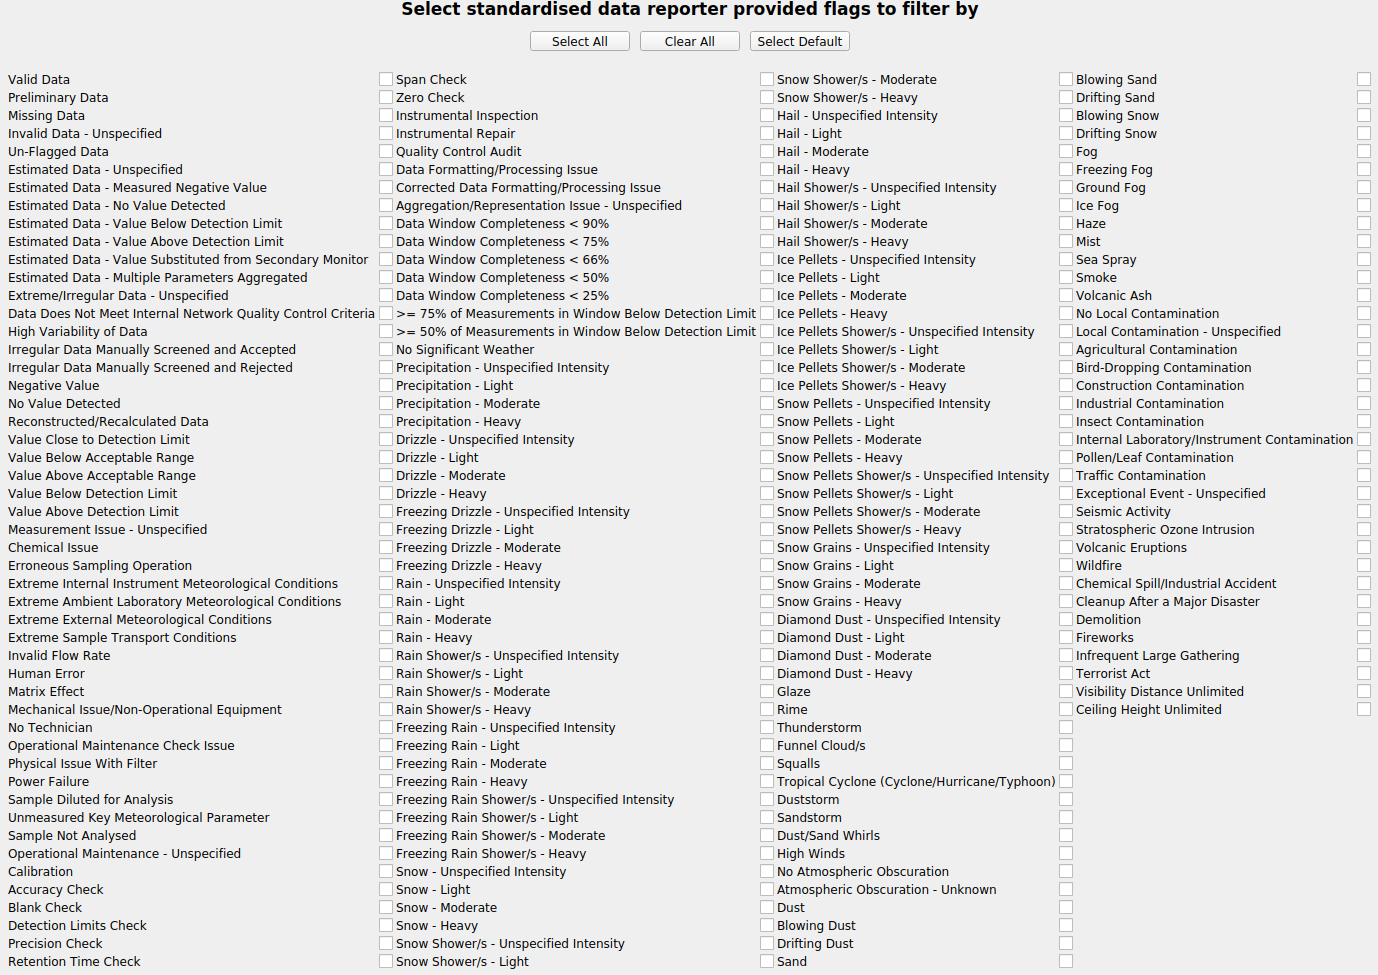 Select standardised data reporter provided flags to filter by
Select All
Clear All
Select Default
Valid Data
Preliminary Data
Missing Data
Invalid Data - Unspecified
Un-Flagged Data
Estimated Data - Unspecified
Estimated Data - Measured Negative Value
Estimated Data - No Value Detected
Estimated Data - Value Below Detection Limit
Estimated Data - Value Above Detection Limit
Estimated Data - Value Substituted from Secondary Monitor
Estimated Data - Multiple Parameters Aggregated
Extreme/Irregular Data - Unspecified
Data Does Not Meet Internal Network Quality Control Criteria
High Variability of Data
Irregular Data Manually Screened and Accepted
Irregular Data Manually Screened and Rejected
Negative Value
No Value Detected
Reconstructed/Recalculated Data
Value Close to Detection Limit
Value Below Acceptable Range
Value Above Acceptable Range
Value Below Detection Limit
Value Above Detection Limit
Measurement Issue - Unspecified
Chemical Issue
Erroneous Sampling Operation
Extreme Internal Instrument Meteorological Conditions
Extreme Ambient Laboratory Meteorological Conditions
Extreme External Meteorological Conditions
Extreme Sample Transport Conditions
Invalid Flow Rate
Human Error
Matrix Effect
Mechanical Issue/Non-Operational Equipment
No Technician
Operational Maintenance Check Issue
Physical Issue With Filter
Power Failure
Sample Diluted for Analysis
Unmeasured Key Meteorological Parameter
Sample Not Analysed
Operational Maintenance - Unspecified
Calibration
Accuracy Check
Blank Check
Detection Limits Check
Precision Check
Retention Time Check
Span Check
Zero Check
Instrumental Inspection
Instrumental Repair
Quality Control Audit
Data Formatting/Processing Issue
Corrected Data Formatting/Processing Issue
Aggregation/Representation Issue - Unspecified
Data Window Completeness < 90%
Data Window Completeness < 75%
Data Window Completeness < 66%
Data Window Completeness < 50%
Data Window Completeness < 25%
>= 75% of Measurements in Window Below Detection Limit
>= 50% of Measurements in Window Below Detection Limit
No Significant Weather
Precipitation - Unspecified Intensity
Precipitation - Light
Precipitation - Moderate
Precipitation - Heavy
Drizzle - Unspecified Intensity
Drizzle - Light
Drizzle - Moderate
Drizzle - Heavy
Freezing Drizzle - Unspecified Intensity
Freezing Drizzle - Light
Freezing Drizzle - Moderate
Freezing Drizzle - Heavy
Rain - Unspecified Intensity
Rain - Light
Rain - Moderate
Rain - Heavy
Rain Shower/s - Unspecified Intensity
Rain Shower/s - Light
Rain Shower/s - Moderate
Rain Shower/s - Heavy
Freezing Rain - Unspecified Intensity
Freezing Rain - Light
Freezing Rain - Moderate
Freezing Rain - Heavy
Freezing Rain Shower/s - Unspecified Intensity
Freezing Rain Shower/s - Light
Freezing Rain Shower/s - Moderate
Freezing Rain Shower/s - Heavy
Snow - Unspecified Intensity
Snow - Light
Snow - Moderate
Snow - Heavy
Snow Shower/s - Unspecified Intensity
Snow Shower/s - Light
Snow Shower/s - Moderate
Snow Shower/s - Heavy
Hail - Unspecified Intensity
Hail - Light
Hail - Moderate
Hail - Heavy
Hail Shower/s - Unspecified Intensity
Hail Shower/s - Light
Hail Shower/s - Moderate
Hail Shower/s - Heavy
Ice Pellets - Unspecified Intensity
Ice Pellets - Light
Ice Pellets - Moderate
Ice Pellets - Heavy
Ice Pellets Shower/s - Unspecified Intensity
Ice Pellets Shower/s - Light
Ice Pellets Shower/s - Moderate
Ice Pellets Shower/s - Heavy
Snow Pellets - Unspecified Intensity
Snow Pellets - Light
Snow Pellets - Moderate
Snow Pellets - Heavy
Snow Pellets Shower/s - Unspecified Intensity
Snow Pellets Shower/s - Light
Snow Pellets Shower/s - Moderate
Snow Pellets Shower/s - Heavy
Snow Grains - Unspecified Intensity
Snow Grains - Light
Snow Grains - Moderate
Snow Grains - Heavy
Diamond Dust - Unspecified Intensity
Diamond Dust - Light
Diamond Dust - Moderate
Diamond Dust - Heavy
Glaze
Rime
Thunderstorm
Funnel Cloud/s
Squalls
Tropical Cyclone (Cyclone/Hurricane/Typhoon)
Duststorm
Sandstorm
Dust/Sand Whirls
High Winds
No Atmospheric Obscuration
Atmospheric Obscuration - Unknown
Dust
Blowing Dust
Drifting Dust
Sand
Blowing Sand
Drifting Sand
Blowing Snow
Drifting Snow
Fog
Freezing Fog
Ground Fog
Ice Fog
Haze
Mist
Sea Spray
Smoke
Volcanic Ash
No Local Contamination
Local Contamination - Unspecified
Agricultural Contamination
Bird-Dropping Contamination
Construction Contamination
Industrial Contamination
Insect Contamination
Internal Laboratory/Instrument Contamination
Pollen/Leaf Contamination
Traffic Contamination
Exceptional Event - Unspecified
Seismic Activity
Stratospheric Ozone Intrusion
Volcanic Eruptions
Wildfire
Chemical Spill/Industrial Accident
Cleanup After a Major Disaster
Demolition
Fireworks
Infrequent Large Gathering
Terrorist Act
Visibility Distance Unlimited
Ceiling Height Unlimited